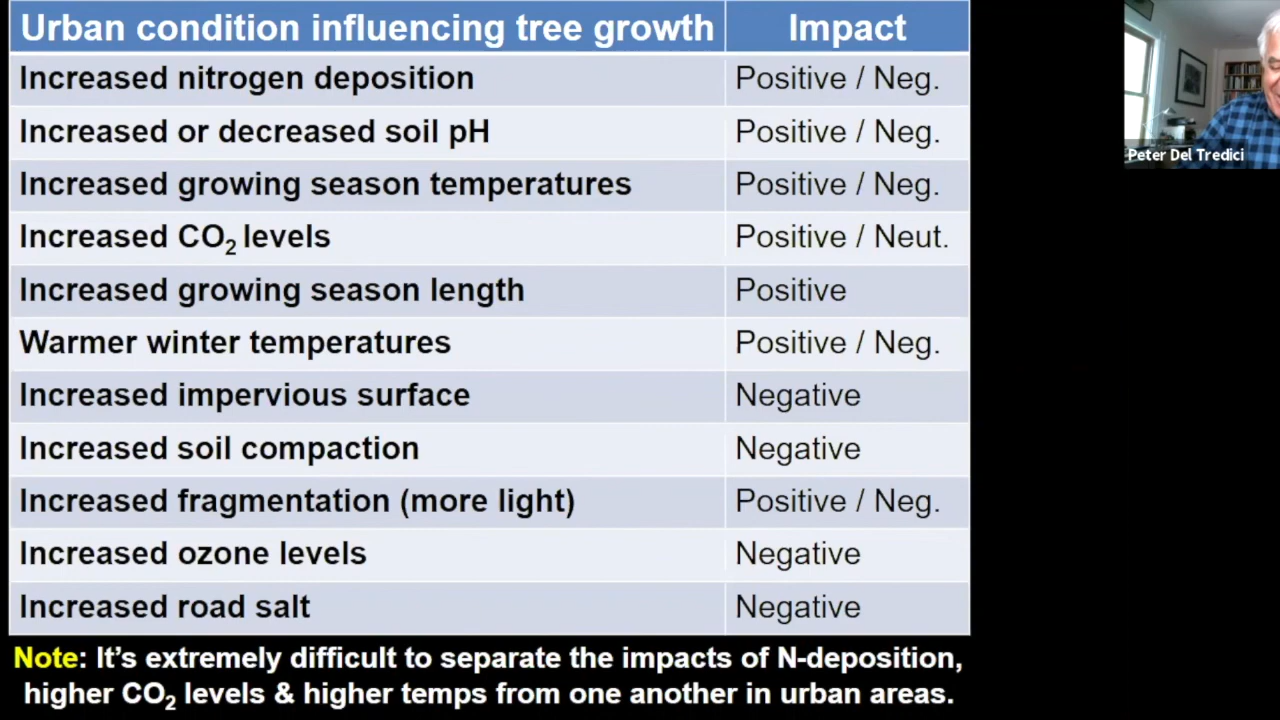 Urban condition influencing tree growth Impact
Increased nitrogen deposition Positive / Neg.
Increased or decreased soil pH Positive / Neg.
Increased growing season temperatures Positive / Neg.
Increased CO₂ levels Positive / Neut.
Increased growing season length Positive
Warmer winter temperatures Positive / Neg.
Increased impervious surface Negative
Increased soil compaction Negative
Increased fragmentation (more light) Positive / Neg.
Increased ozone levels Negative
Increased road salt Negative
Note: It’s extremely difficult to separate the impacts of N-deposition,
higher CO₂ levels & higher temps from one another in urban areas.
Peter Del Tredici